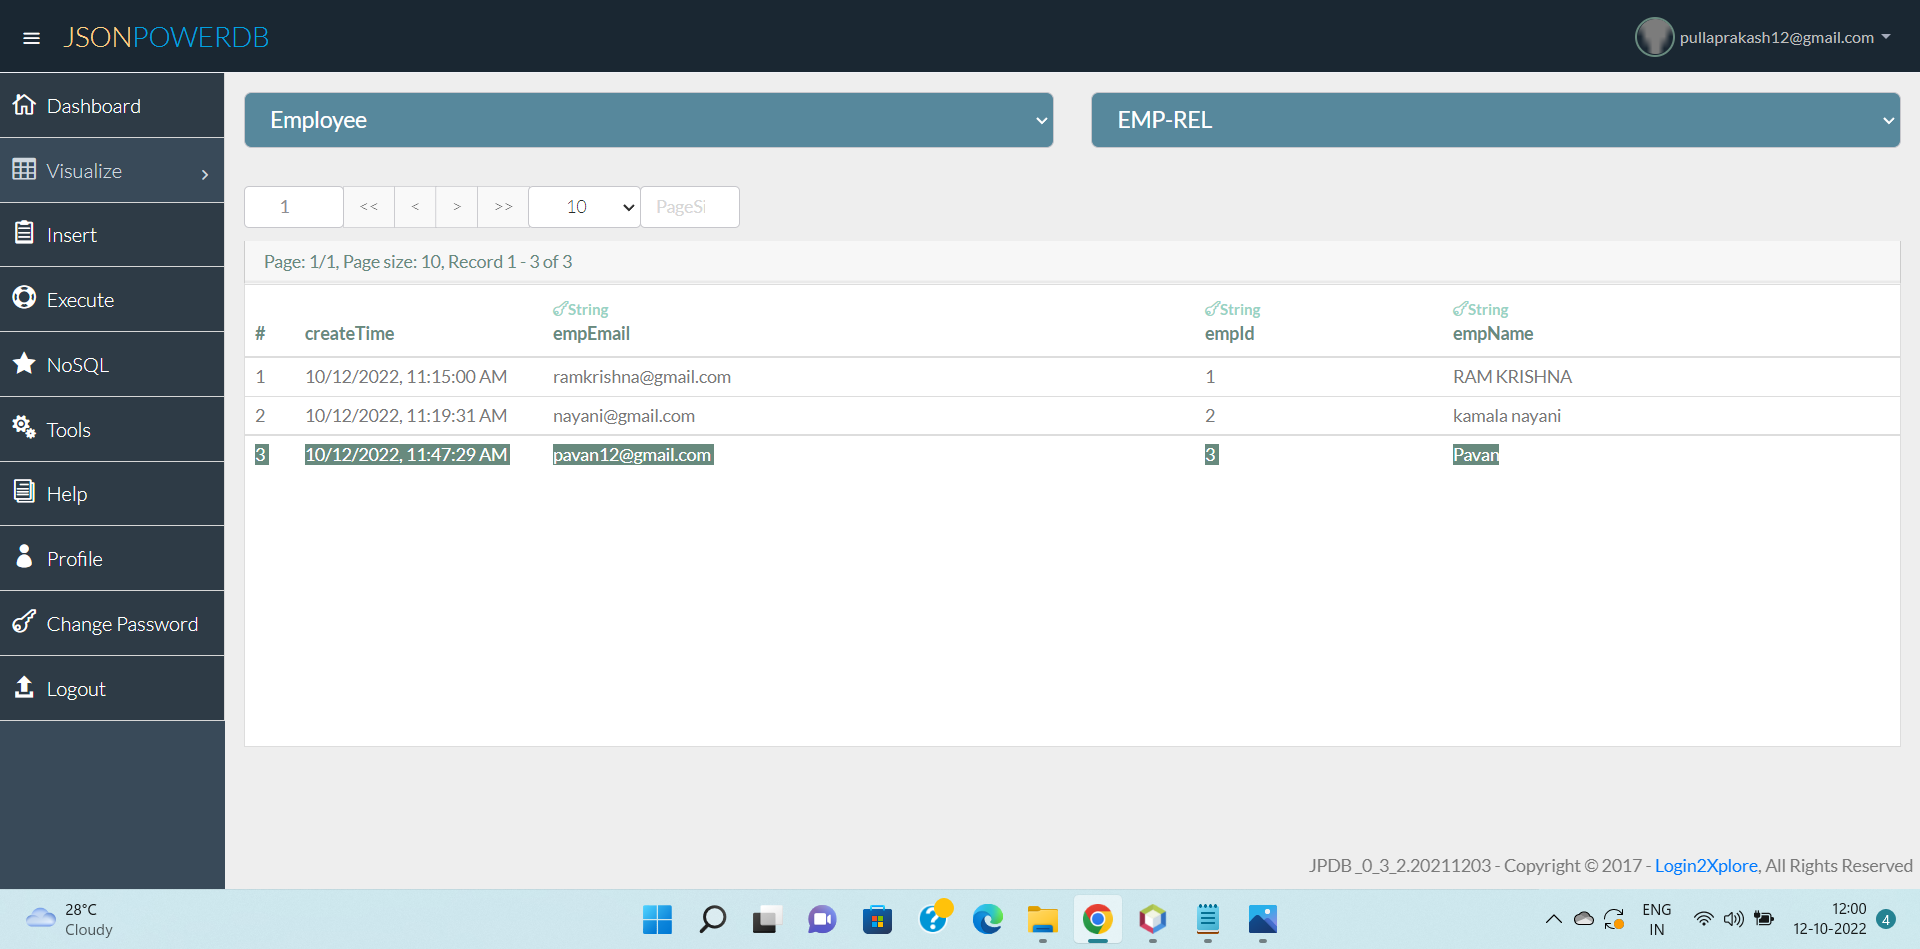 JSONPOWERDB
pullaprakash12@gmail.com
Dashboard
Visualize
Insert
Execute
NoSQL
Tools
Help
Profile
Change Password
Logout
Employee
EMP-REL
1 << < > >> 10 PageSi
Page: 1/1, Page size: 10, Record 1 - 3 of 3
String String String
# createTime empEmail empId empName
1 10/12/2022, 11:15:00 AM ramkrishna@gmail.com 1 RAM KRISHNA
2 10/12/2022, 11:19:31 AM nayani@gmail.com 2 kamala nayani
3 10/12/2022, 11:47:29 AM pavan12@gmail.com 3 Pavan
JPDB_0_3_2.20211203 - Copyright © 2017 - Login2Xplore, All Rights Reserved
28°C
Cloudy
ENG
IN
12:00
12-10-2022
4